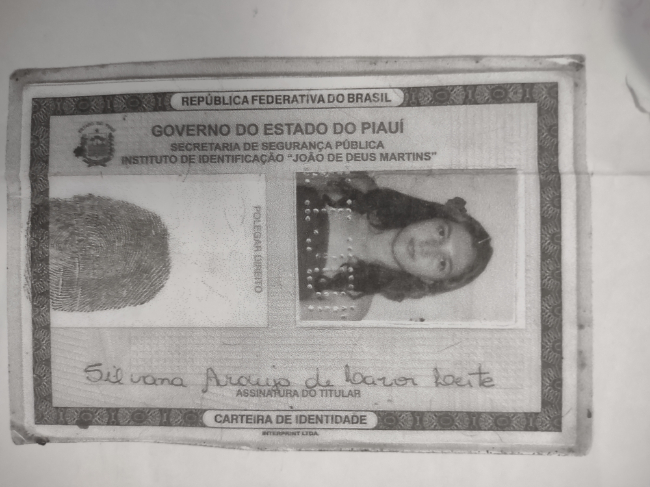 REPÚBLICA FEDERATIVA DO BRASIL
GOVERNO DO ESTADO DO PIAUÍ
SECRETARIA DE SEGURANÇA PÚBLICA
INSTITUTO DE IDENTIFICAÇÃO "JOÃO DE DEUS MARTINS"
POLEGAR DIREITO
Silvana Araujo de Leite
ASSINATURA DO TITULAR
CARTEIRA DE IDENTIDADE
INTERPRINT LTDA.